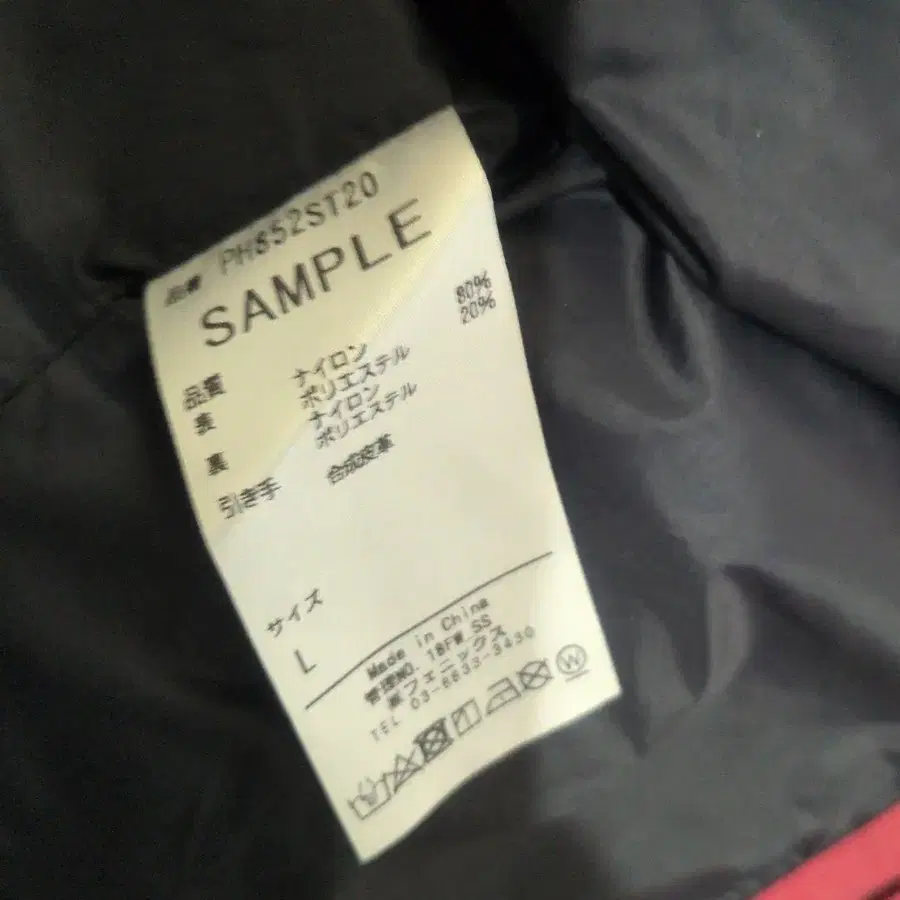 品番 PH852ST20
SAMPLE
品質
表 ナイロン 80%
ポリエステル 20%
裏 ナイロン
ポリエステル
引き手 合成皮革
サイズ
L
Made in China
管理NO. 18FW_SS
フェニックス
TEL 03-6633-3430
W